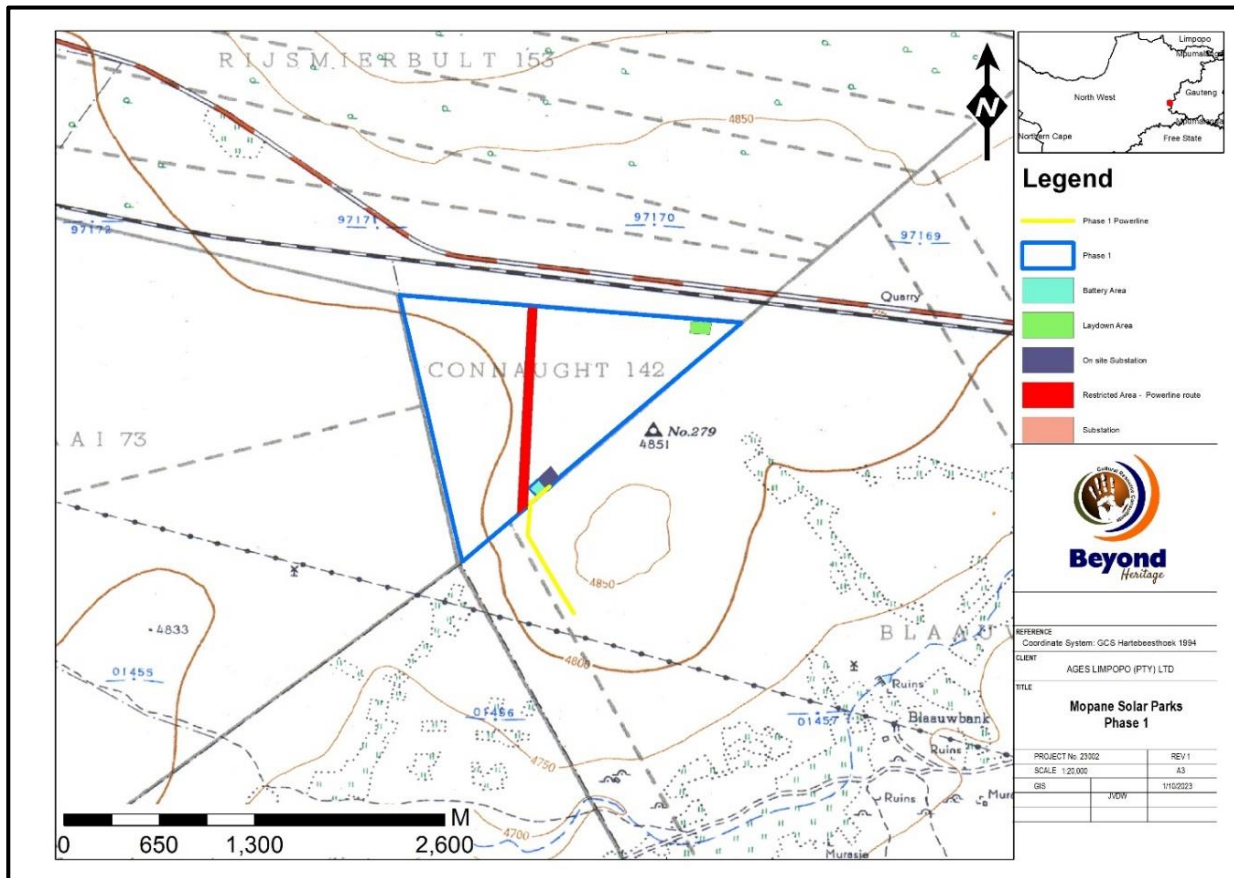 RIJSMIERBULT 153
4850
97171
97170
97172
97169
Quarry
CONNAUGHT 142
No.279
4851
AI 73
4850
4833
4800
BLAAUW
01455
01456
01457
Ruins
Blaauwbank
Ruins
4750
Ruins
4700
Murasie
N
M
0 650 1,300 2,600
Limpopo
North West
Gauteng
Northern Cape
Free State
Legend
Phase 1 Powerline
Phase 1
Battery Area
Laydown Area
On site Substation
Restricted Area - Powerline route
Substation
Beyond
Heritage
REFERENCE
Coordinate System: GCS Hartebeesthoek 1994
CLIENT
AGES LIMPOPO (PTY) LTD
TITLE
Mopane Solar Parks
Phase 1
PROJECT No. 23002 REV 1
SCALE 1:20,000 A3
GIS 1/10/2023
JVDW